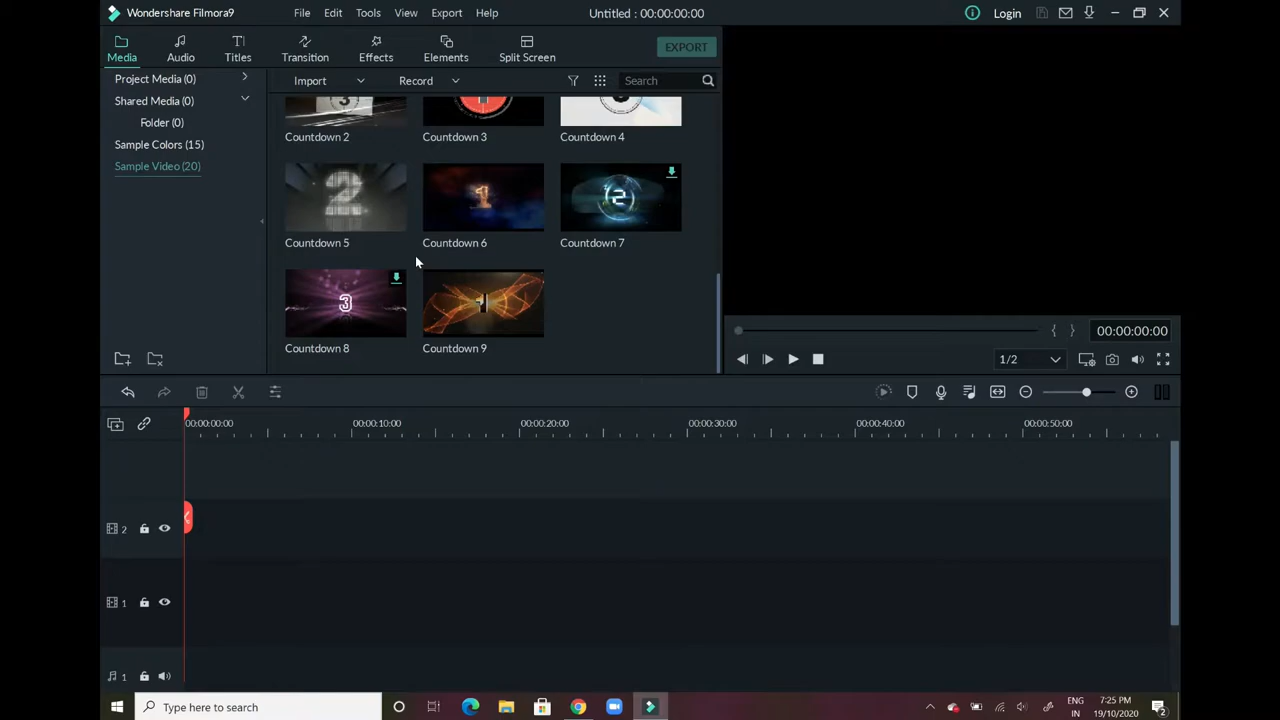 Wondershare Filmora9 File Edit Tools View Export Help Untitled : 00:00:00:00 Login
Media Audio Titles Transition Effects Elements Split Screen EXPORT
Project Media (0)
Shared Media (0)
Folder (0)
Sample Colors (15)
Sample Video (20)
Import Record Search
Countdown 2 Countdown 3 Countdown 4
Countdown 5 Countdown 6 Countdown 7
Countdown 8 Countdown 9
1/2 00:00:00:00
00:00:00:00 00:00:10:00 00:00:20:00 00:00:30:00 00:00:40:00 00:00:50:00
2
1
1
Type here to search
ENG
IN
7:25 PM
19/10/2020
2